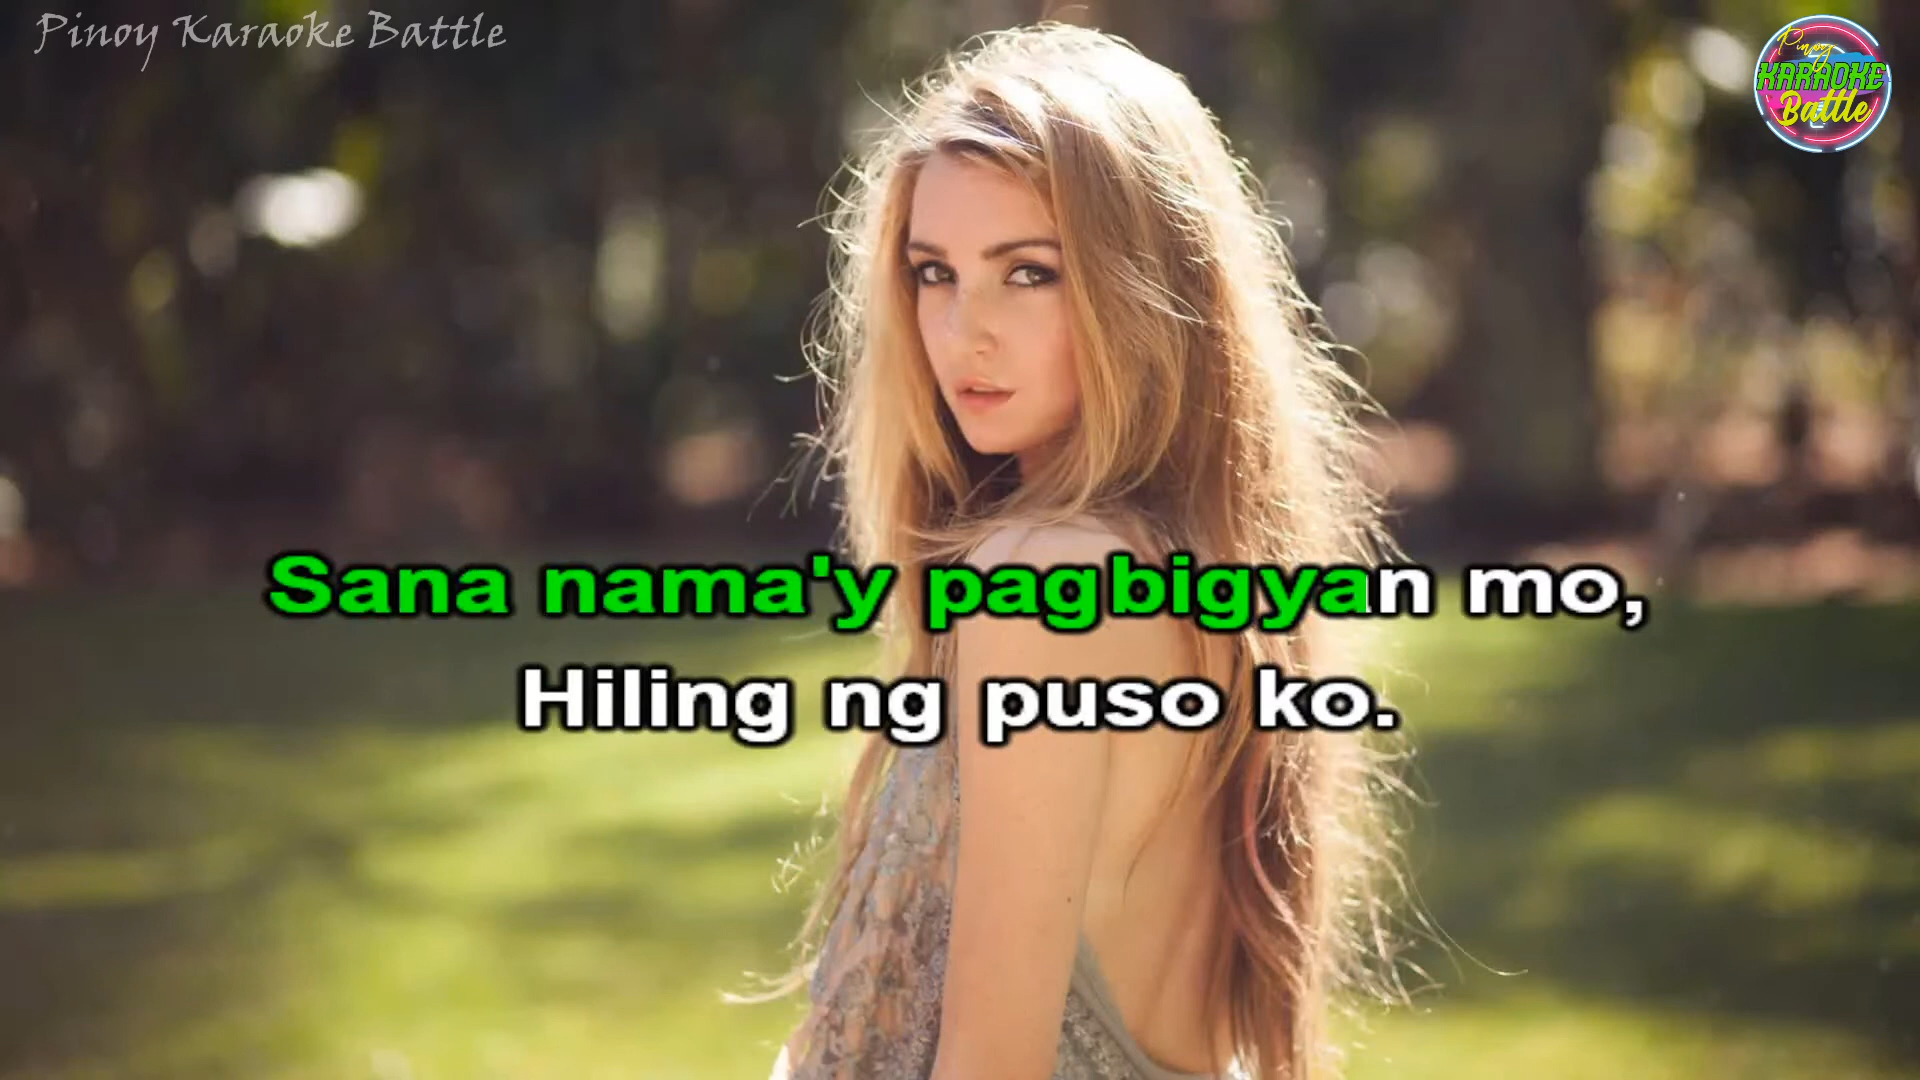 Pinoy Karaoke Battle
Pinoy
KARAOKE
Battle
Sana nama'y pagbigyan mo,
Hiling ng puso ko.